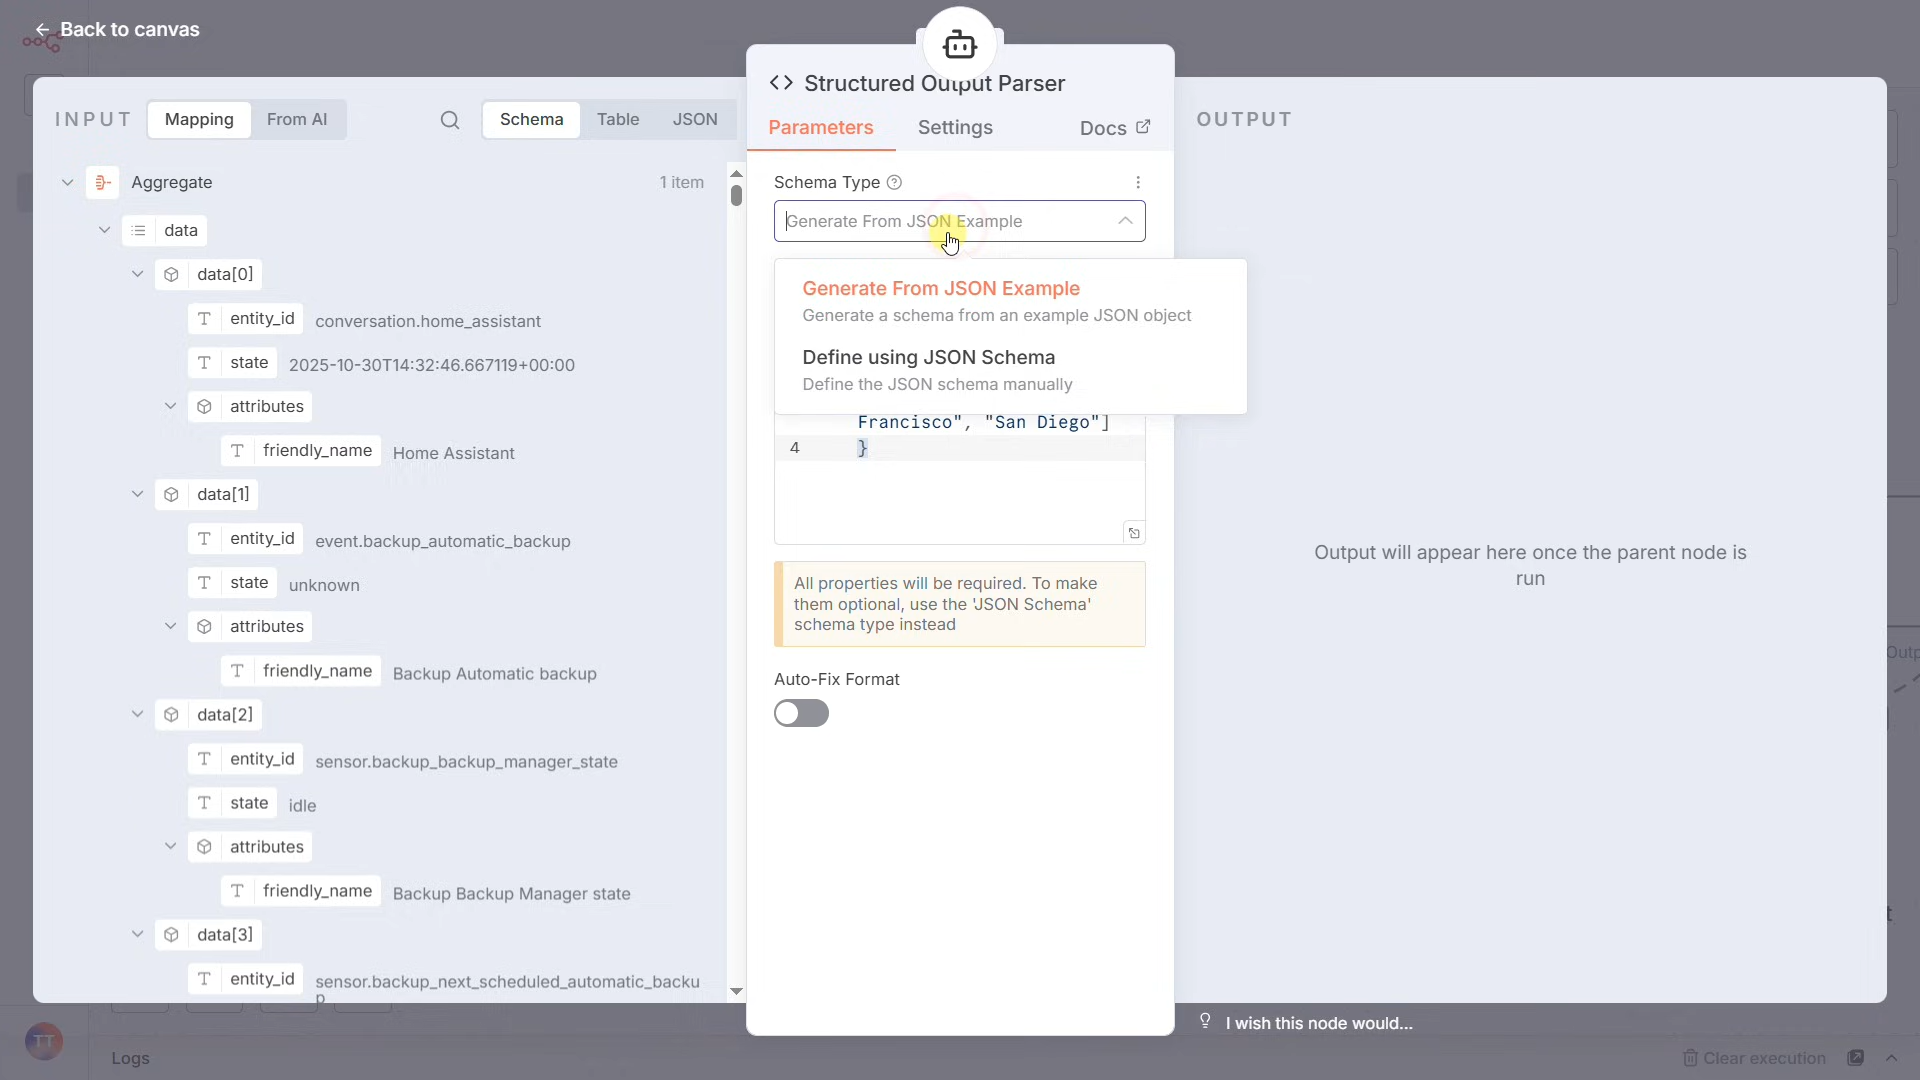 Back to canvas
INPUT
Mapping
From AI
Schema
Table
JSON
Aggregate
1 item
data
data[0]
T entity_id conversation.home_assistant
T state 2025-10-30T14:32:46.667119+00:00
attributes
T friendly_name Home Assistant
data[1]
T entity_id event.backup_automatic_backup
T state unknown
attributes
T friendly_name Backup Automatic backup
data[2]
T entity_id sensor.backup_backup_manager_state
T state idle
attributes
T friendly_name Backup Backup Manager state
data[3]
T entity_id sensor.backup_next_scheduled_automatic_backu
p
Structured Output Parser
Parameters
Settings
Docs
Schema Type
Generate From JSON Example
Generate From JSON Example
Generate a schema from an example JSON object
Define using JSON Schema
Define the JSON schema manually
Francisco", "San Diego"]
4 }
All properties will be required. To make
them optional, use the 'JSON Schema'
schema type instead
Auto-Fix Format
OUTPUT
Output will appear here once the parent node is
run
I wish this node would...
TT
Logs
Clear execution